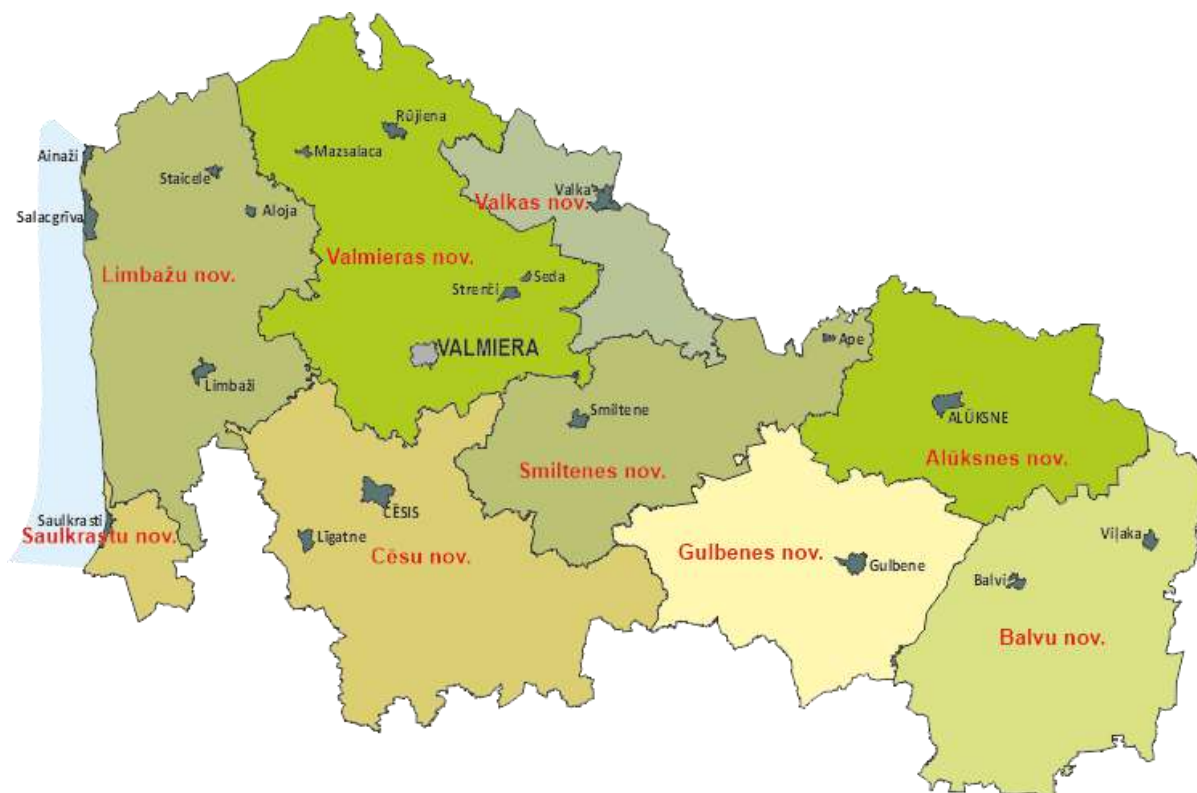 Rūjiena
Ainaži
Mazsalaca
Staicele
Valka
Valkas nov.
Salacgrīva
Aloja
Limbažu nov.
Valmieras nov.
Seda
Strenči
VALMIERA
Ape
Limbaži
Smiltene
ALŪKSNE
Smiltenes nov.
Alūksnes nov.
CĒSIS
Saulkrasti
Saulkrastu nov.
Līgatne
Cēsu nov.
Gulbenes nov.
Gulbene
Viļaka
Balvi
Balvu nov.